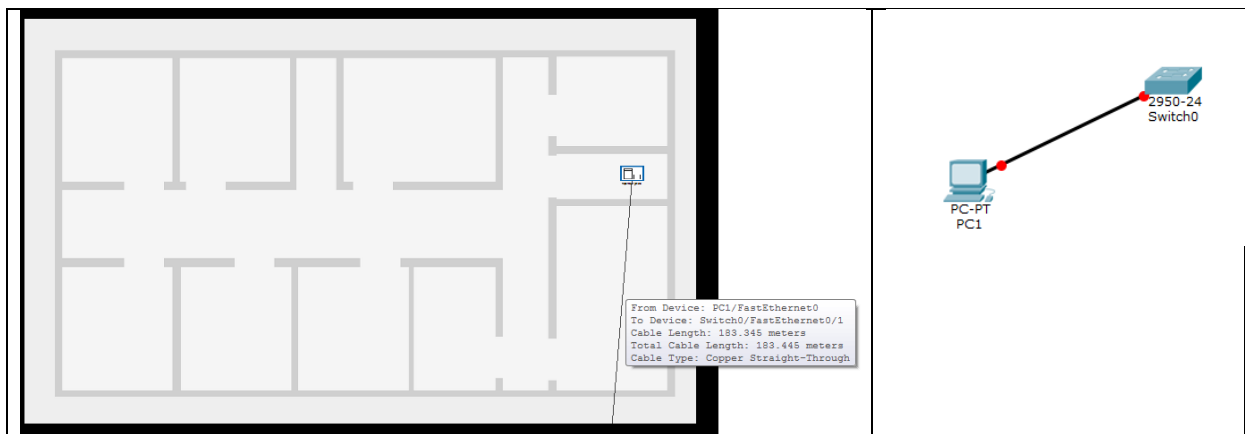 From Device: PC1/FastEthernet0
To Device: Switch0/FastEthernet0/1
Cable Length: 183.345 meters
Total Cable Length: 183.445 meters
Cable Type: Copper Straight-Through
2950-24
Switch0
PC-PT
PC1